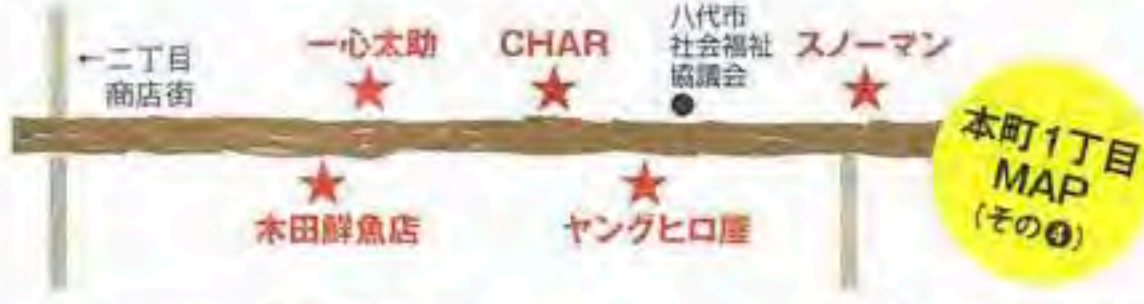 ←二丁目
商店街
一心太助
CHAR
八代市
社会福祉
協議会
スノーマン
本町1丁目
MAP
(その❹)
木田鮮魚店
ヤングヒロ屋